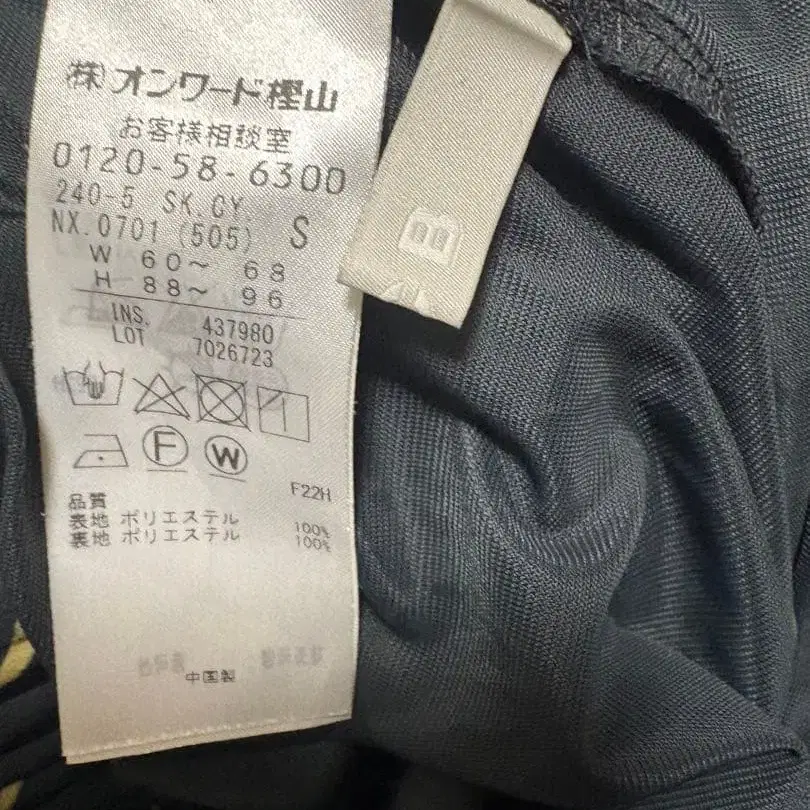 ㈱オンワード樫山
お客様相談室
0120-58-6300
240-5 SK.CY.
NX.0701 (505) S
W 60~ 68
H 88~ 96
INS. 437980
LOT 7026723
F W
F22H
品質
表地 ポリエステル 100%
裏地 ポリエステル 100%
中国製